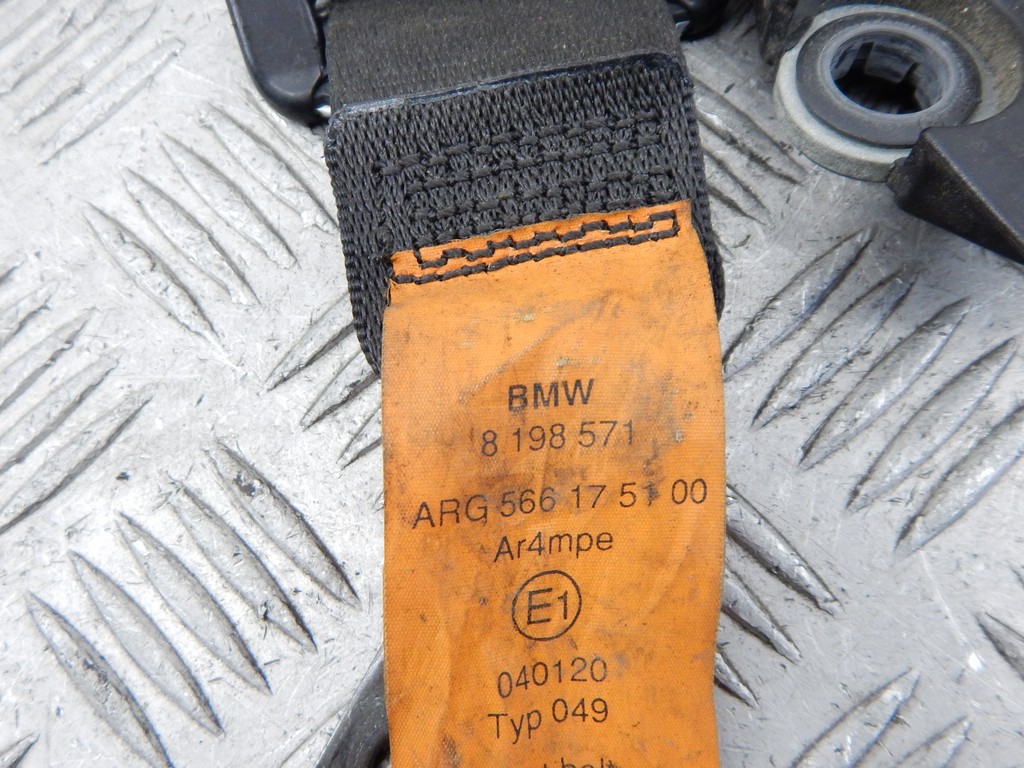 BMW
8 198 571
ARG 566 17 51 00
Ar4mpe
E1
040120
Typ 049